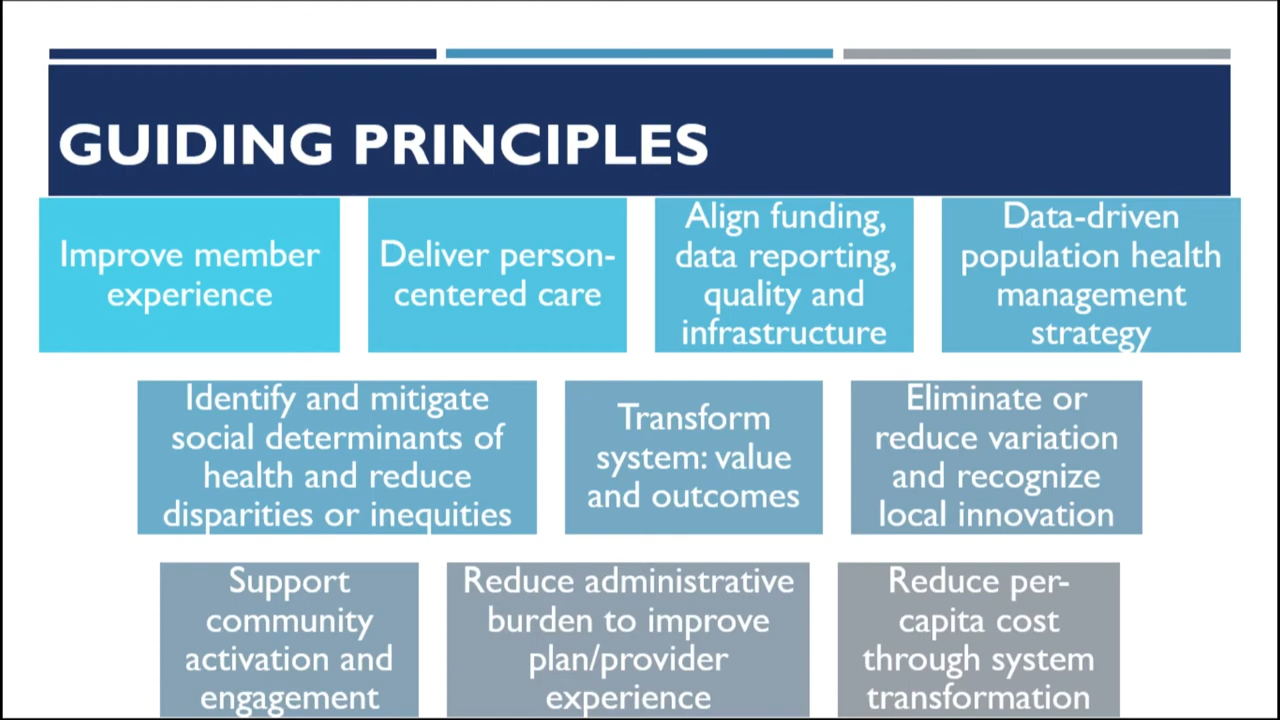 GUIDING PRINCIPLES
Improve member
experience
Deliver person-
centered care
Align funding,
data reporting,
quality and
infrastructure
Data-driven
population health
management
strategy
Identify and mitigate
social determinants of
health and reduce
disparities or inequities
Transform
system: value
and outcomes
Eliminate or
reduce variation
and recognize
local innovation
Support
community
activation and
engagement
Reduce administrative
burden to improve
plan/provider
experience
Reduce per-
capita cost
through system
transformation